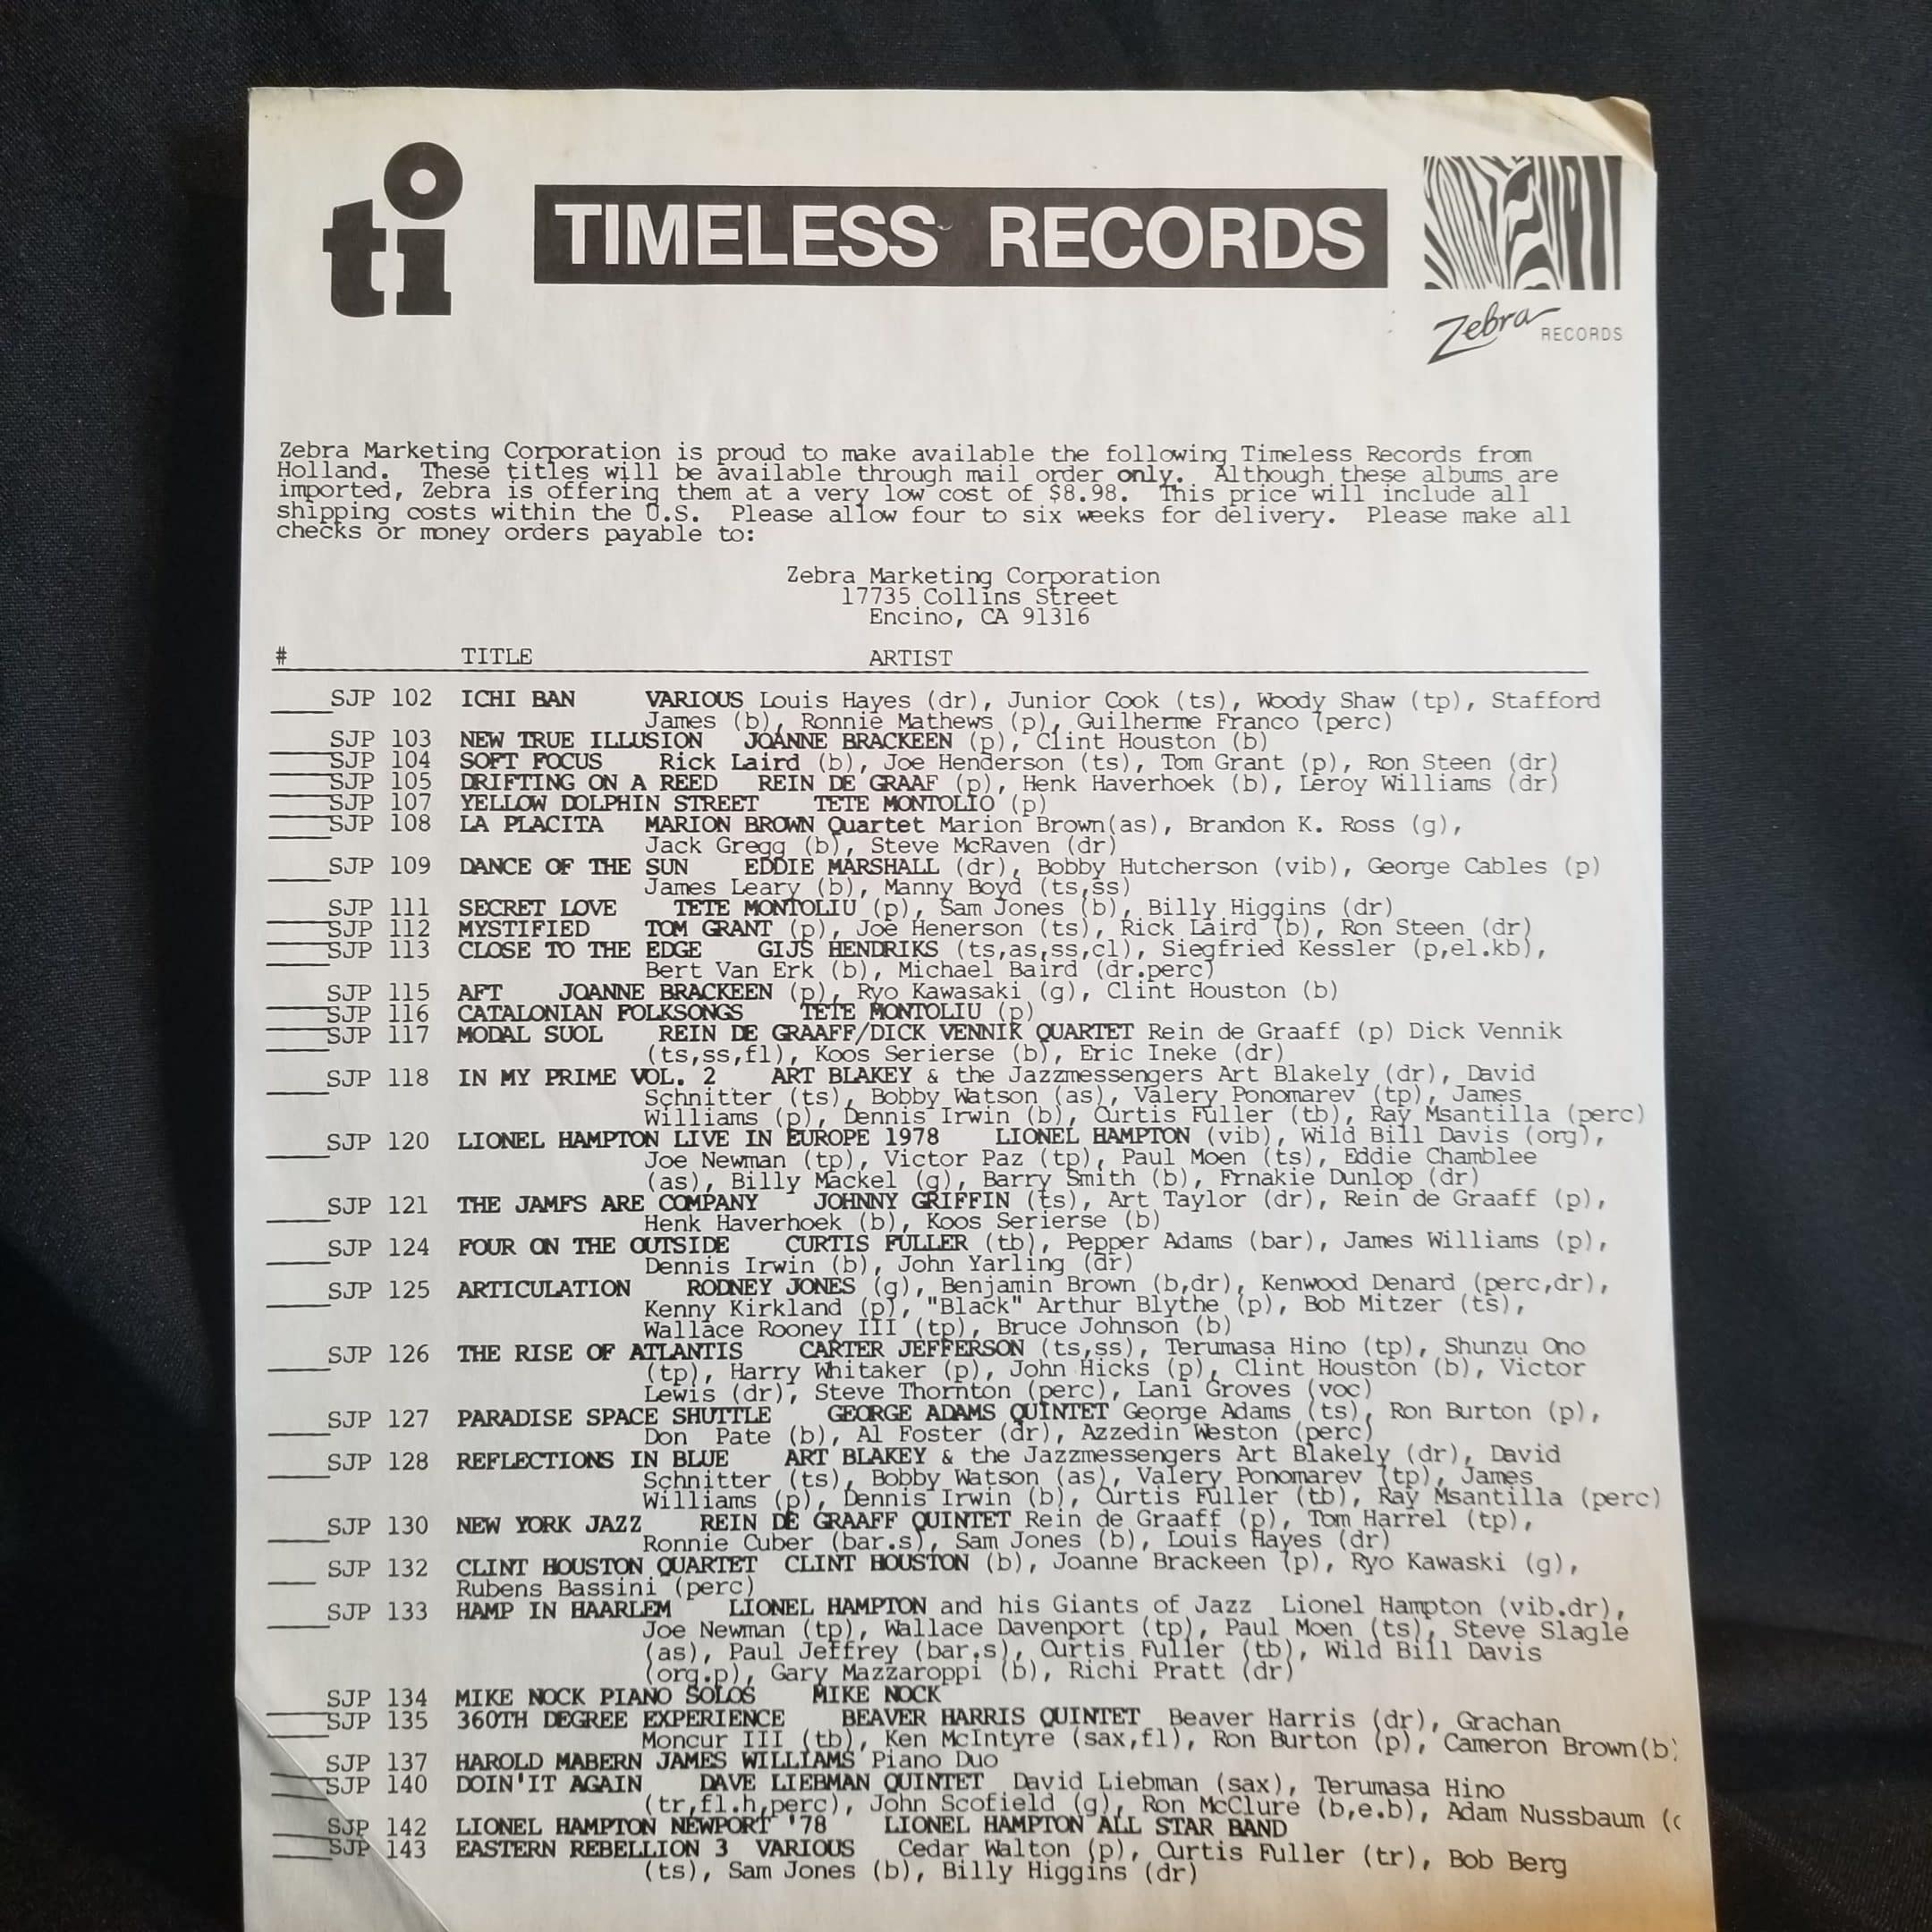 ti
TIMELESS RECORDS
Zebra RECORDS
Zebra Marketing Corporation is proud to make available the following Timeless Records from
Holland. These titles will be available through mail order only. Although these albums are
imported, Zebra is offering them at a very low cost of $8.98. This price will include all
shipping costs within the U.S. Please allow four to six weeks for delivery. Please make all
checks or money orders payable to:
Zebra Marketing Corporation
17735 Collins Street
Encino, CA 91316
# TITLE ARTIST
SJP 102 ICHI BAN VARIOUS Louis Hayes (dr), Junior Cook (ts), Woody Shaw (tp), Stafford
James (b), Ronnie Mathews (p), Guilherme Franco (perc)
SJP 103 NEW TRUE ILLUSION JOANNE BRACKEEN (p), Clint Houston (b)
SJP 104 SOFT FOCUS Rick Laird (b), Joe Henderson (ts), Tom Grant (p), Ron Steen (dr)
SJP 105 DRIFTING ON A REED REIN DE GRAAF (p), Henk Haverhoek (b), Leroy Williams (dr)
SJP 107 YELLOW DOLPHIN STREET TETE MONTOLIO (p)
SJP 108 LA PLACITA MARION BROWN Quartet Marion Brown(as), Brandon K. Ross (g),
Jack Gregg (b), Steve McRaven (dr)
SJP 109 DANCE OF THE SUN EDDIE MARSHALL (dr), Bobby Hutcherson (vib), George Cables (p)
James Leary (b), Manny Boyd (ts,ss)
SJP 111 SECRET LOVE TETE MONTOLIU (p), Sam Jones (b), Billy Higgins (dr)
SJP 112 MYSTIFIED TOM GRANT (p), Joe Henerson (ts), Rick Laird (b), Ron Steen (dr)
SJP 113 CLOSE TO THE EDGE GIJS HENDRIKS (ts,as,ss,cl), Siegfried Kessler (p,el.kb),
Bert Van Erk (b), Michael Baird (dr.perc)
SJP 115 AFT JOANNE BRACKEEN (p), Ryo Kawasaki (g), Clint Houston (b)
SJP 116 CATALONIAN FOLKSONGS TETE MONTOLIU (p)
SJP 117 MODAL SUOL REIN DE GRAAFF/DICK VENNIK QUARTET Rein de Graaff (p) Dick Vennik
(ts,ss,fl), Koos Serierse (b), Eric Ineke (dr)
SJP 118 IN MY PRIME VOL. 2 ART BLAKEY & the Jazzmessengers Art Blakely (dr), David
Schnitter (ts), Bobby Watson (as), Valery Ponomarev (tp), James
Williams (p), Dennis Irwin (b), Curtis Fuller (tb), Ray Msantilla (perc)
SJP 120 LIONEL HAMPTON LIVE IN EUROPE 1978 LIONEL HAMPTON (vib), Wild Bill Davis (org),
Joe Newman (tp), Victor Paz (tp), Paul Moen (ts), Eddie Chamblee
(as), Billy Mackel (g), Barry Smith (b), Frnakie Dunlop (dr)
SJP 121 THE JAMFS ARE COMPANY JOHNNY GRIFFIN (ts), Art Taylor (dr), Rein de Graaff (p),
Henk Haverhoek (b), Koos Serierse (b)
SJP 124 FOUR ON THE OUTSIDE CURTIS FULLER (tb), Pepper Adams (bar), James Williams (p),
Dennis Irwin (b), John Yarling (dr)
SJP 125 ARTICULATION RODNEY JONES (g), Benjamin Brown (b,dr), Kenwood Denard (perc,dr),
Kenny Kirkland (p), "Black" Arthur Blythe (p), Bob Mitzer (ts),
Wallace Rooney III (tp), Bruce Johnson (b)
SJP 126 THE RISE OF ATLANTIS CARTER JEFFERSON (ts,ss), Terumasa Hino (tp), Shunzu Ono
(tp), Harry Whitaker (p), John Hicks (p), Clint Houston (b), Victor
Lewis (dr), Steve Thornton (perc), Lani Groves (voc)
SJP 127 PARADISE SPACE SHUTTLE GEORGE ADAMS QUINTET George Adams (ts), Ron Burton (p),
Don Pate (b), Al Foster (dr), Azzedin Weston (perc)
SJP 128 REFLECTIONS IN BLUE ART BLAKEY & the Jazzmessengers Art Blakely (dr), David
Schnitter (ts), Bobby Watson (as), Valery Ponomarev (tp), James
Williams (p), Dennis Irwin (b), Curtis Fuller (tb), Ray Msantilla (perc)
SJP 130 NEW YORK JAZZ REIN DE GRAAFF QUINTET Rein de Graaff (p), Tom Harrel (tp),
Ronnie Cuber (bar.s), Sam Jones (b), Louis Hayes (dr)
SJP 132 CLINT HOUSTON QUARTET CLINT HOUSTON (b), Joanne Brackeen (p), Ryo Kawaski (g),
Rubens Bassini (perc)
SJP 133 HAMP IN HAARLEM LIONEL HAMPTON and his Giants of Jazz Lionel Hampton (vib.dr),
Joe Newman (tp), Wallace Davenport (tp), Paul Moen (ts), Steve Slagle
(as), Paul Jeffrey (bar.s), Curtis Fuller (tb), Wild Bill Davis
(org.p), Gary Mazzaroppi (b), Richi Pratt (dr)
SJP 134 MIKE NOCK PIANO SOLOS MIKE NOCK
SJP 135 360TH DEGREE EXPERIENCE BEAVER HARRIS QUINTET Beaver Harris (dr), Grachan
Moncur III (tb), Ken McIntyre (sax,fl), Ron Burton (p), Cameron Brown(b)
SJP 137 HAROLD MABERN JAMES WILLIAMS Piano Duo
SJP 140 DOIN'IT AGAIN DAVE LIEBMAN QUINTET David Liebman (sax), Terumasa Hino
(tr,fl.h,perc), John Scofield (g), Ron McClure (b,e.b), Adam Nussbaum
SJP 142 LIONEL HAMPTON NEWPORT '78 LIONEL HAMPTON ALL STAR BAND
SJP 143 EASTERN REBELLION 3 VARIOUS Cedar Walton (p), Curtis Fuller (tr), Bob Berg
(ts), Sam Jones (b), Billy Higgins (dr)